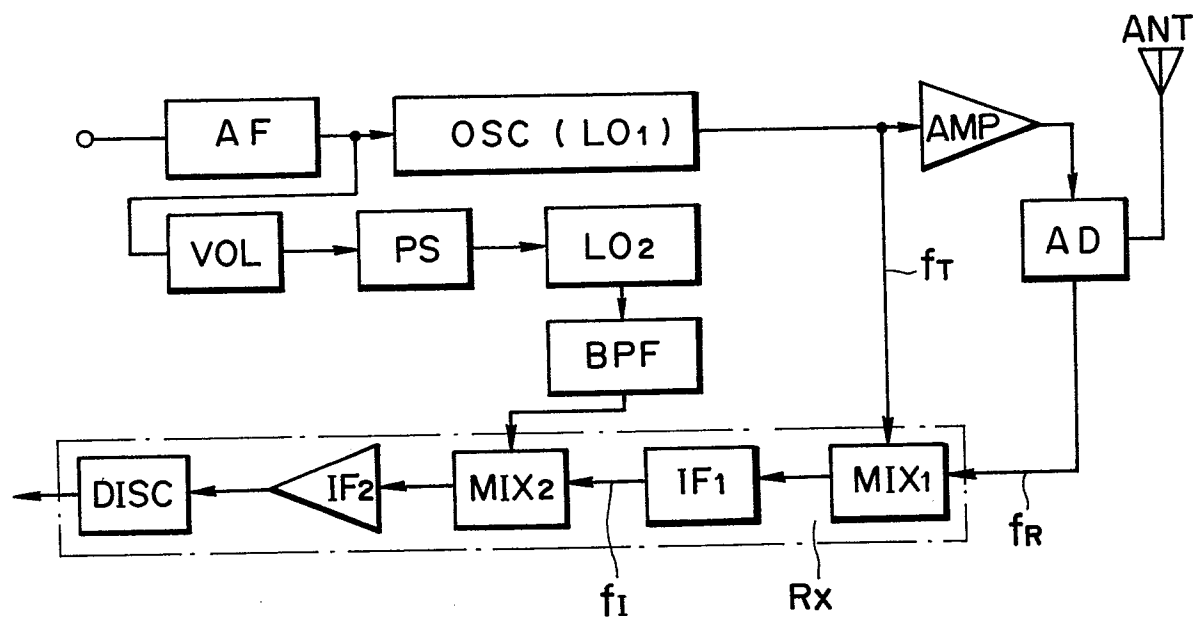 ANT
AF
OSC (LO1)
AMP
VOL
PS
LO2
AD
fT
BPF
DISC
IF2
MIX2
IF1
MIX1
fR
fI
Rx